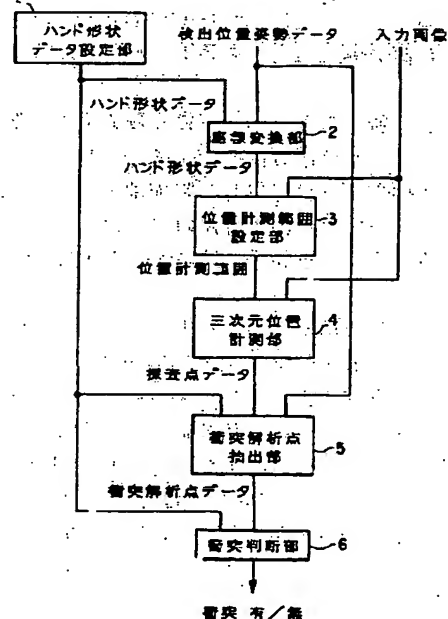 ハンド形状
データ設定部
検出位置姿勢データ
入力画像
ハンド形状データ
座標変換部
2
ハンド形状データ
位置計測範囲
設定部
3
位置計測範囲
三次元位置
計測部
4
探査点データ
衝突解析点
抽出部
5
衝突解析点データ
衝突判断部
6
衝突 有/無